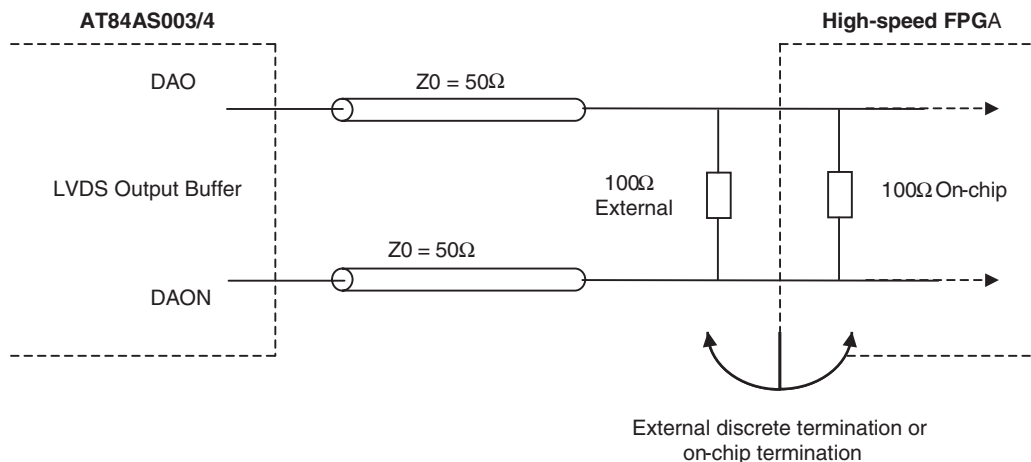 AT84AS003/4
High-speed FPGA
DAO
Z0 = 50Ω
LVDS Output Buffer
100Ω
External
100Ω On-chip
Z0 = 50Ω
DAON
External discrete termination or
on-chip termination